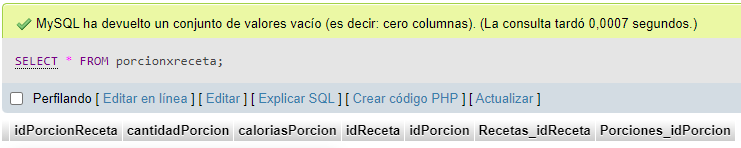 MySQL ha devuelto un conjunto de valores vacío (es decir: cero columnas). (La consulta tardó 0,0007 segundos.)
SELECT * FROM porcionxreceta;
Perfilando [ Editar en línea ] [ Editar ] [ Explicar SQL ] [ Crear código PHP ] [ Actualizar ]
idPorcionReceta cantidadPorcion caloriasPorcion idReceta idPorcion Recetas_idReceta Porciones_idPorcion